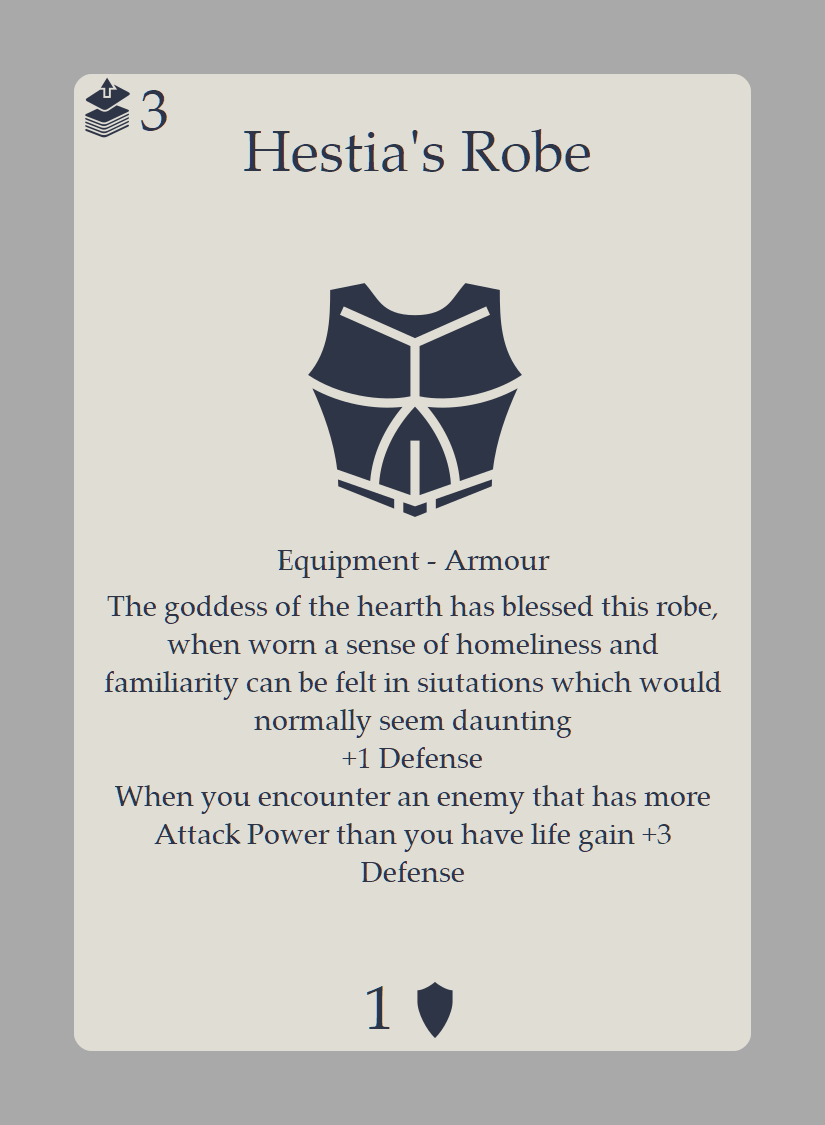 3
Hestia's Robe
Equipment - Armour
The goddess of the hearth has blessed this robe,
when worn a sense of homeliness and
familiarity can be felt in siutations which would
normally seem daunting
+1 Defense
When you encounter an enemy that has more
Attack Power than you have life gain +3
Defense
1